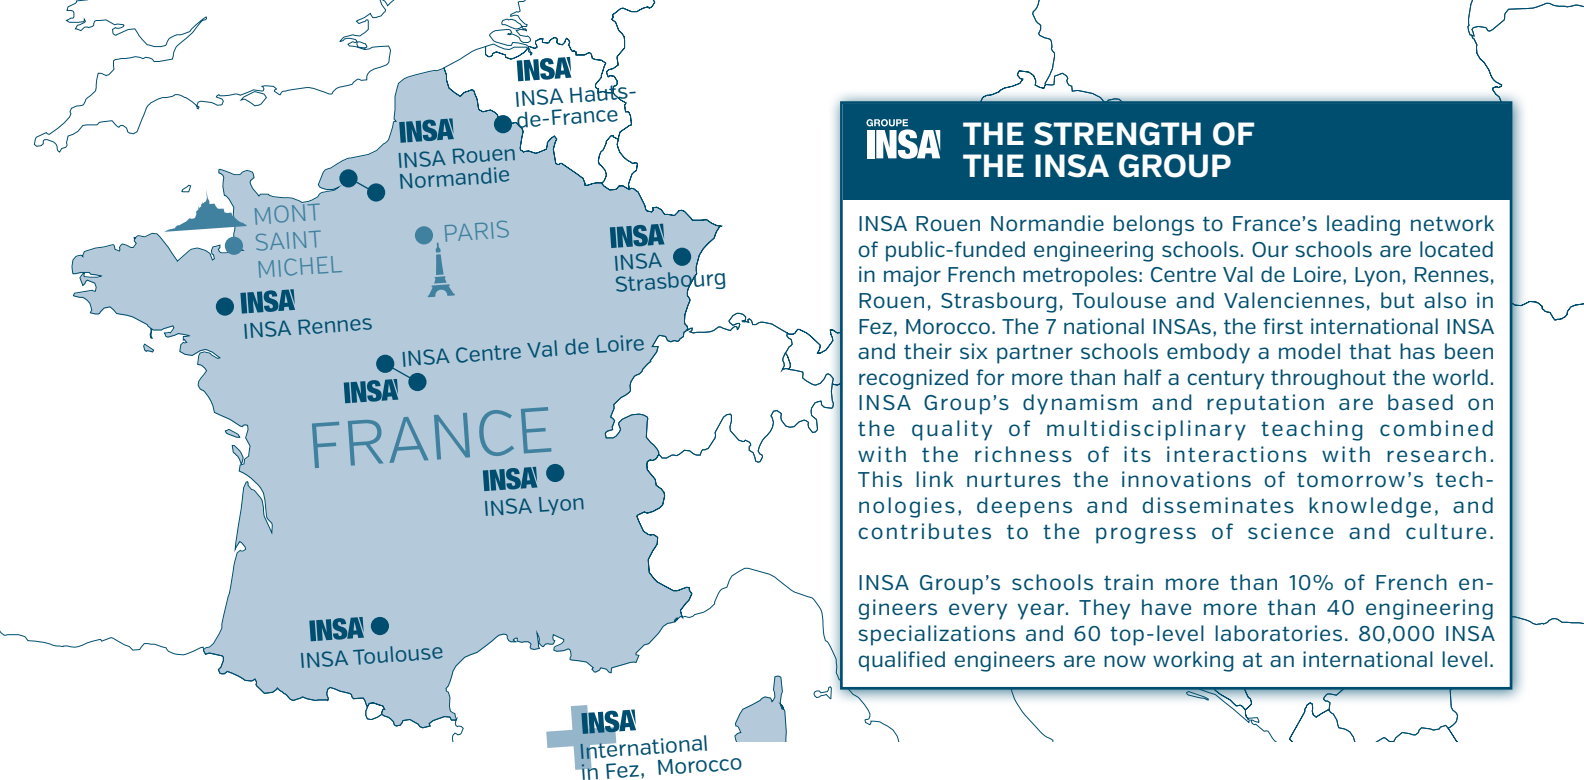 INSA
INSA Hauts-
de-France
INSA
INSA Rouen
Normandie
MONT
SAINT
MICHEL
PARIS
INSA
INSA
Strasbourg
INSA
INSA Rennes
INSA Centre Val de Loire
INSA
FRANCE
INSA
INSA Lyon
INSA
INSA Toulouse
INSA
International
in Fez, Morocco
GROUPE
INSA
THE STRENGTH OF
THE INSA GROUP
INSA Rouen Normandie belongs to France's leading network
of public-funded engineering schools. Our schools are located
in major French metropoles: Centre Val de Loire, Lyon, Rennes,
Rouen, Strasbourg, Toulouse and Valenciennes, but also in
Fez, Morocco. The 7 national INSAs, the first international INSA
and their six partner schools embody a model that has been
recognized for more than half a century throughout the world.
INSA Group's dynamism and reputation are based on
the quality of multidisciplinary teaching combined
with the richness of its interactions with research.
This link nurtures the innovations of tomorrow's tech-
nologies, deepens and disseminates knowledge, and
contributes to the progress of science and culture.
INSA Group's schools train more than 10% of French en-
gineers every year. They have more than 40 engineering
specializations and 60 top-level laboratories. 80,000 INSA
qualified engineers are now working at an international level.